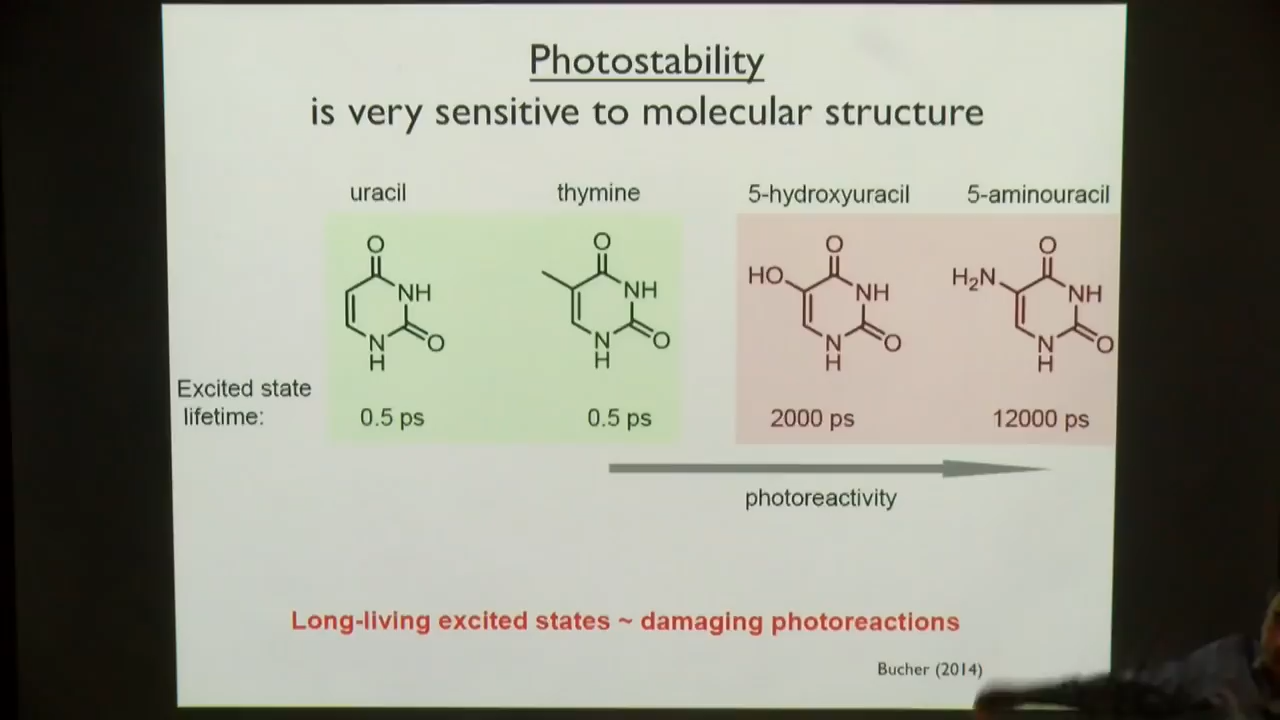 Photostability
is very sensitive to molecular structure
uracil
thymine
5-hydroxyuracil
5-aminouracil
O
NH
N
H
O
O
NH
N
H
O
HO
O
NH
N
H
O
H₂N
O
NH
N
H
O
Excited state
lifetime:
0.5 ps
0.5 ps
2000 ps
12000 ps
photoreactivity
Long-living excited states ~ damaging photoreactions
Bucher (2014)